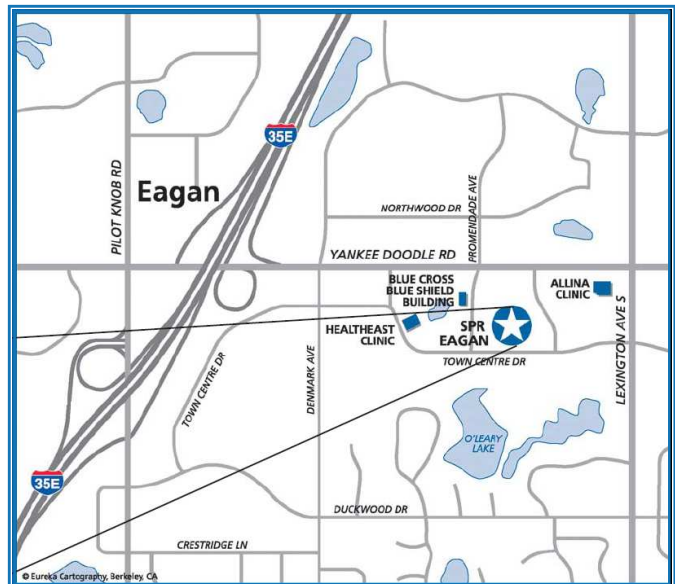 35E
PILOT KNOB RD
Eagan
NORTHWOOD DR
PROMENDADE AVE
YANKEE DOODLE RD
BLUE CROSS
BLUE SHIELD
BUILDING
ALLINA
CLINIC
HEALTHEAST
CLINIC
SPR
EAGAN
LEXINGTON AVE S
TOWN CENTRE DR
TOWN CENTRE DR
DENMARK AVE
O'LEARY
LAKE
35E
DUCKWOOD DR
CRESTRIDGE LN
© Eureka Cartography, Berkeley, CA